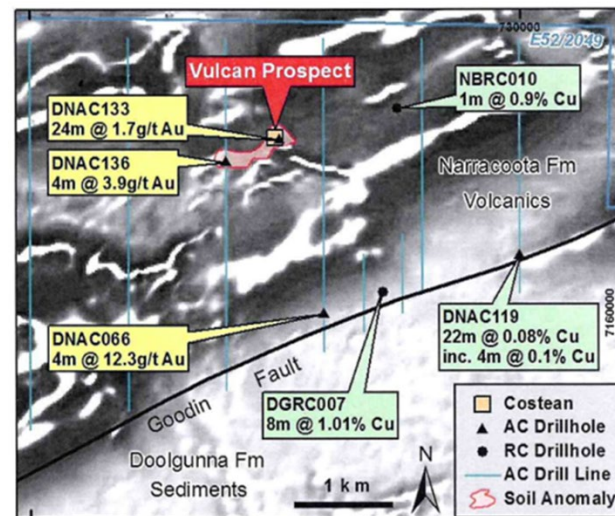 730000
E52/2049
Vulcan Prospect
NBRC010
1m @ 0.9% Cu
DNAC133
24m @ 1.7g/t Au
DNAC136
4m @ 3.9g/t Au
Narracoota Fm
Volcanics
7160000
DNAC066
4m @ 12.3g/t Au
DNAC119
22m @ 0.08% Cu
inc. 4m @ 0.1% Cu
Goodin Fault
DGRC007
8m @ 1.01% Cu
Doolgunna Fm
Sediments
1 km
N
Costean
AC Drillhole
RC Drillhole
AC Drill Line
Soil Anomaly